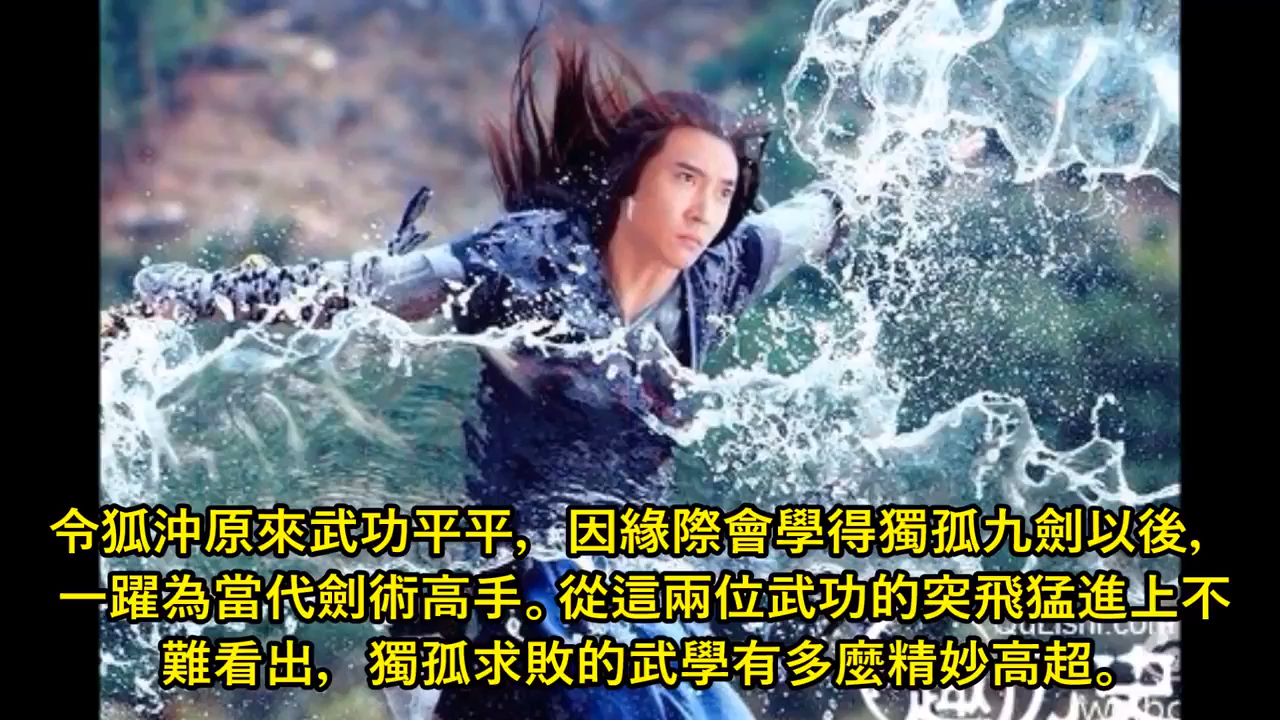 令狐沖原來武功平平，因緣際會學得獨孤九劍以後，
一躍為當代劍術高手。從這兩位武功的突飛猛進上不
難看出，獨孤求敗的武學有多麼精妙高超。